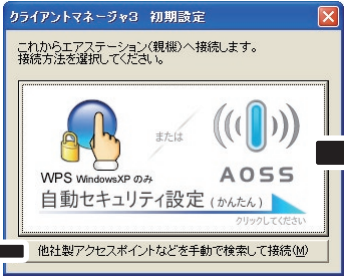 クライアントマネージャ3 初期設定
これからエアステーション(親機)へ接続します。
接続方法を選択してください。
または
WPS WindowsXP のみ
AOSS
自動セキュリティ設定 (かんたん)
クリックしてください
他社製アクセスポイントなどを手動で検索して接続(M)